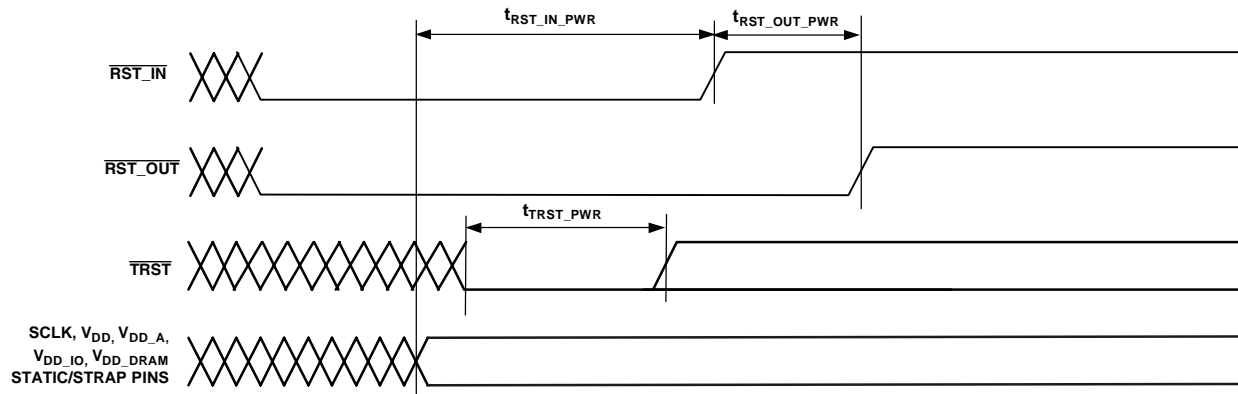 tRST_IN_PWR
tRST_OUT_PWR
RST_IN
RST_OUT
tTRST_PWR
TRST
SCLK, VDD, VDD_A,
VDD_IO, VDD_DRAM
STATIC/STRAP PINS